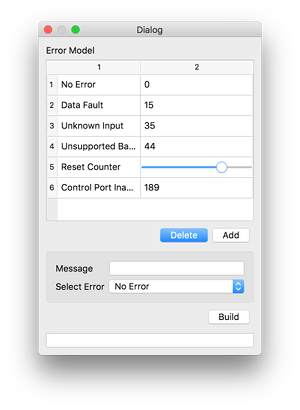 Dialog
Error Model
1 2
1 No Error 0
2 Data Fault 15
3 Unknown Input 35
4 Unsupported Ba... 44
5 Reset Counter
6 Control Port Ina... 189
Delete Add
Message
Select Error No Error
Build